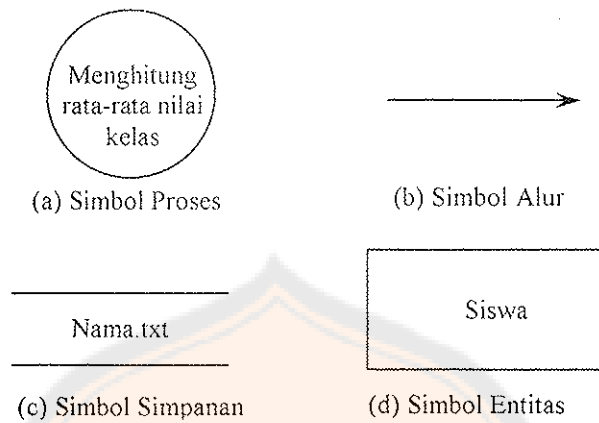 Menghitung
rata-rata nilai
kelas
(a) Simbol Proses
(b) Simbol Alur
Nama.txt
Siswa
(c) Simbol Simpanan
(d) Simbol Entitas